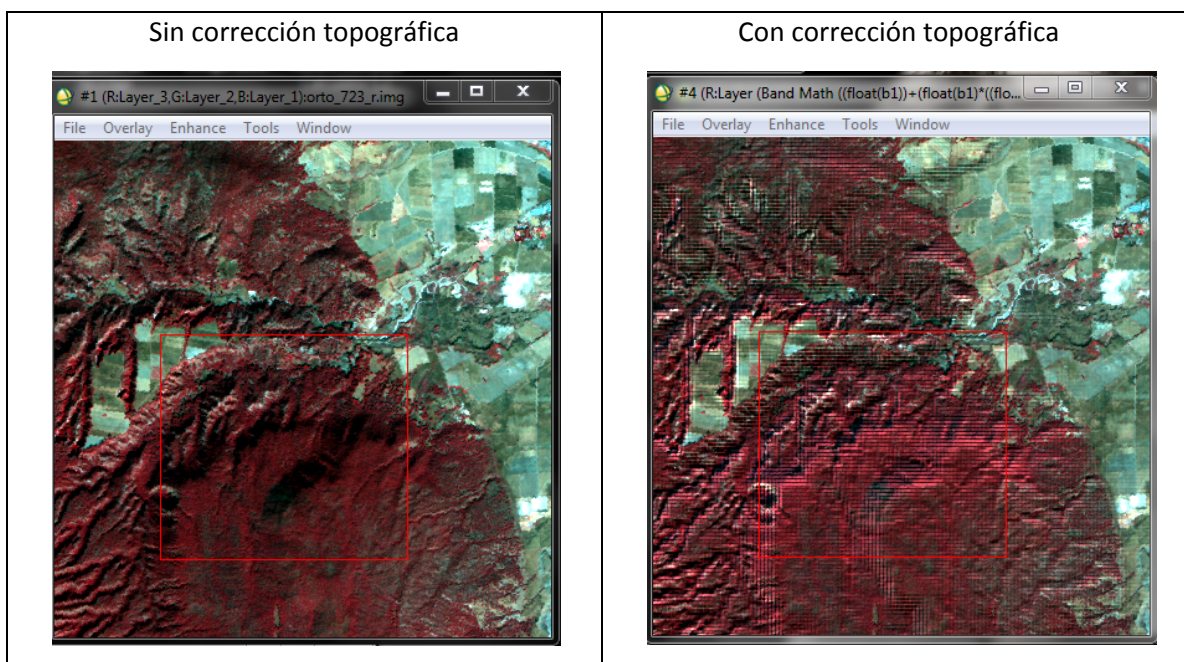 Sin corrección topográfica
Con corrección topográfica
#1 (R:Layer_3,G:Layer_2,B:Layer_1):orto_723_r.img
File Overlay Enhance Tools Window
#4 (R:Layer (Band Math ((float(b1))+(float(b1)*((flo...
File Overlay Enhance Tools Window